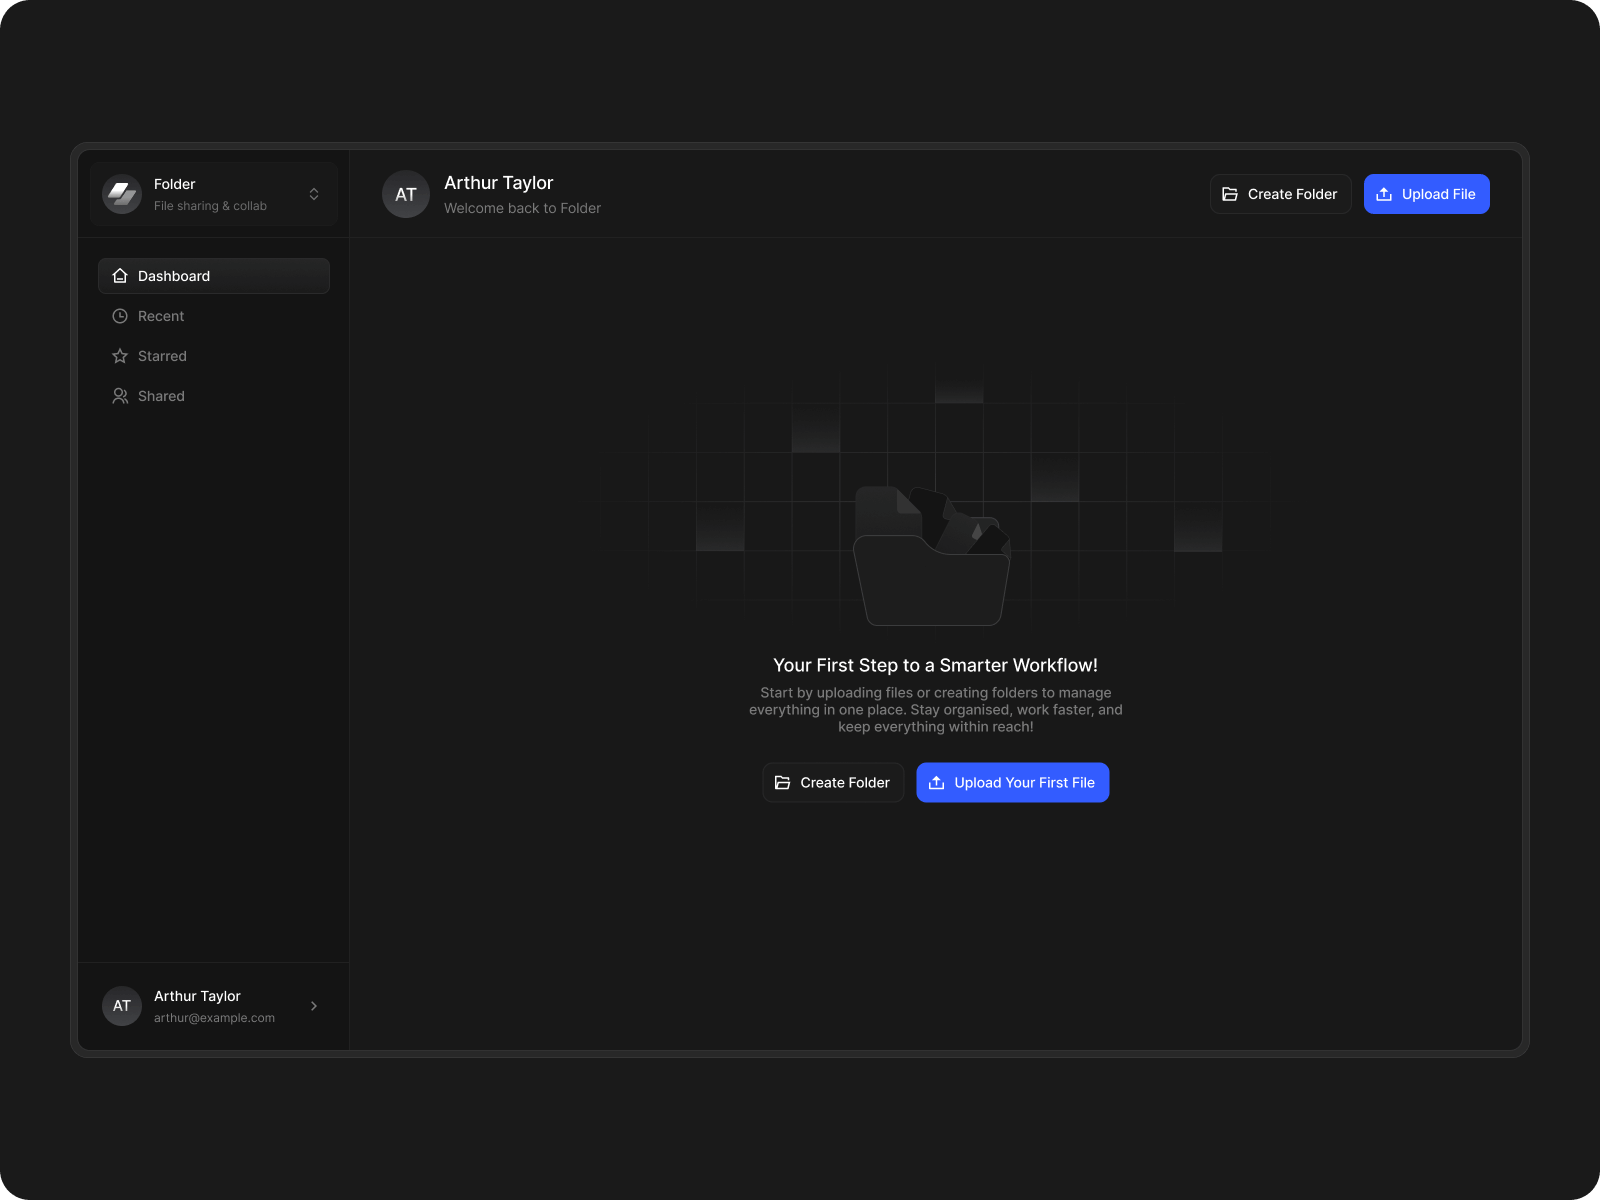 Folder
File sharing & collab
AT
Arthur Taylor
Welcome back to Folder
Create Folder
Upload File
Dashboard
Recent
Starred
Shared
Your First Step to a Smarter Workflow!
Start by uploading files or creating folders to manage
everything in one place. Stay organised, work faster, and
keep everything within reach!
Create Folder
Upload Your First File
AT
Arthur Taylor
arthur@example.com